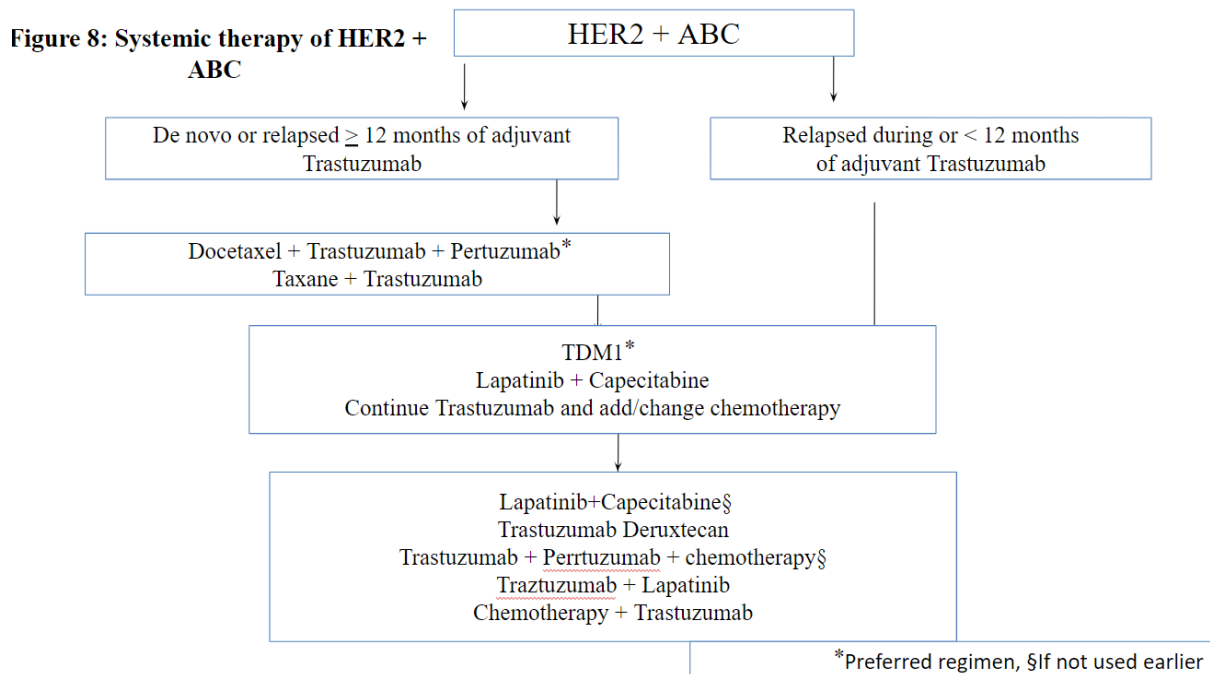 Figure 8: Systemic therapy of HER2 +
ABC
HER2 + ABC
De novo or relapsed ≥ 12 months of adjuvant
Trastuzumab
Relapsed during or < 12 months
of adjuvant Trastuzumab
Docetaxel + Trastuzumab + Pertuzumab*
Taxane + Trastuzumab
TDM1*
Lapatinib + Capecitabine
Continue Trastuzumab and add/change chemotherapy
Lapatinib+Capecitabine§
Trastuzumab Deruxtecan
Trastuzumab + Perrtuzumab + chemotherapy§
Traztuzumab + Lapatinib
Chemotherapy + Trastuzumab
*Preferred regimen, §If not used earlier